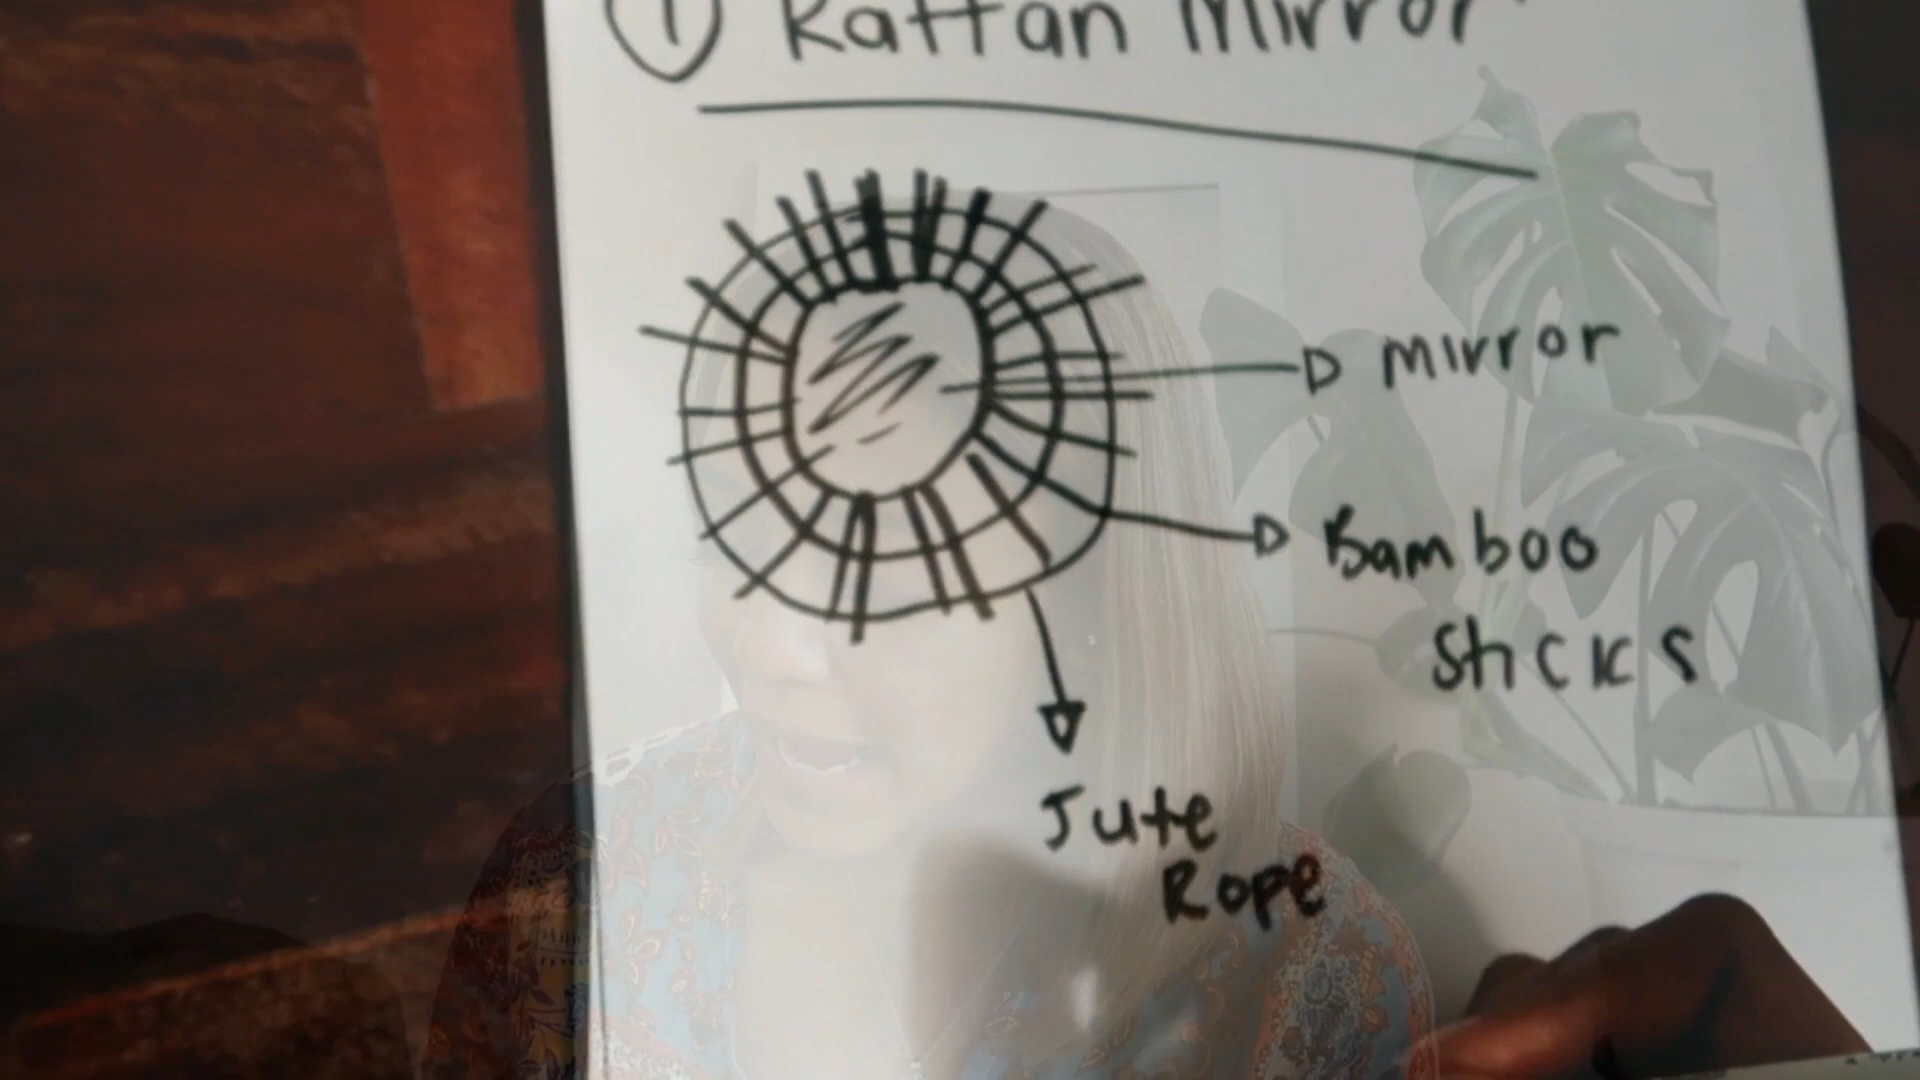 ① Rattan Mirror
mirror
Bamboo
Sticks
Jute
Rope